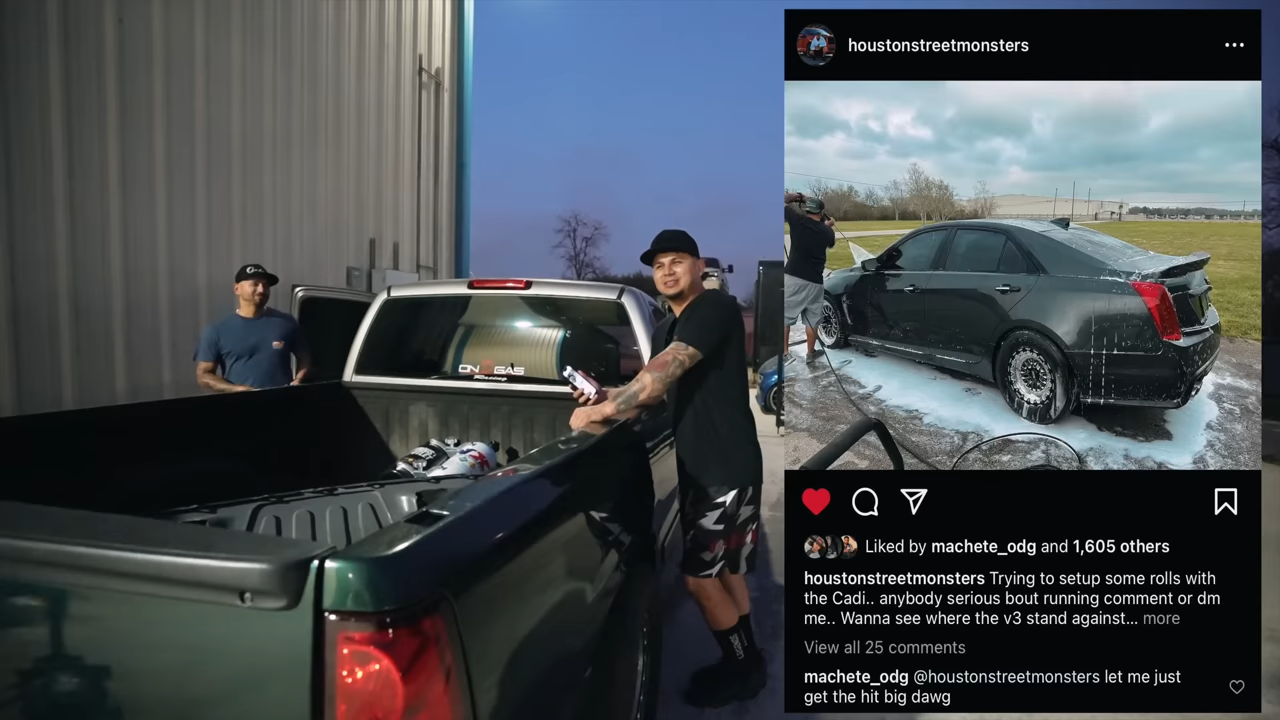 ON GAS
Racing
houstonstreetmonsters
Liked by machete_odg and 1,605 others
houstonstreetmonsters Trying to setup some rolls with
the Cadi.. anybody serious bout running comment or dm
me.. Wanna see where the v3 stand against... more
View all 25 comments
machete_odg @houstonstreetmonsters let me just
get the hit big dawg